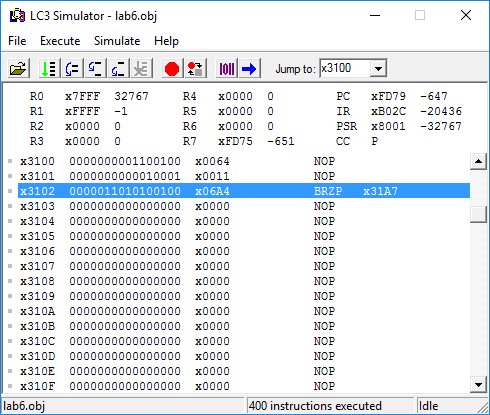 LC3 Simulator - lab6.obj
File Execute Simulate Help
Jump to: x3100
R0 x7FFF 32767 R4 x0000 0 PC xFD79 -647
R1 xFFFF -1 R5 x0000 0 IR xB02C -20436
R2 x0000 0 R6 x0000 0 PSR x8001 -32767
R3 x0000 0 R7 xFD75 -651 CC P
x3100 0000000001100100 x0064 NOP
x3101 0000000000010001 x0011 NOP
x3102 0000011010100100 x06A4 BRZP x31A7
x3103 0000000000000000 x0000 NOP
x3104 0000000000000000 x0000 NOP
x3105 0000000000000000 x0000 NOP
x3106 0000000000000000 x0000 NOP
x3107 0000000000000000 x0000 NOP
x3108 0000000000000000 x0000 NOP
x3109 0000000000000000 x0000 NOP
x310A 0000000000000000 x0000 NOP
x310B 0000000000000000 x0000 NOP
x310C 0000000000000000 x0000 NOP
x310D 0000000000000000 x0000 NOP
x310E 0000000000000000 x0000 NOP
x310F 0000000000000000 x0000 NOP
lab6.obj 400 instructions executed Idle